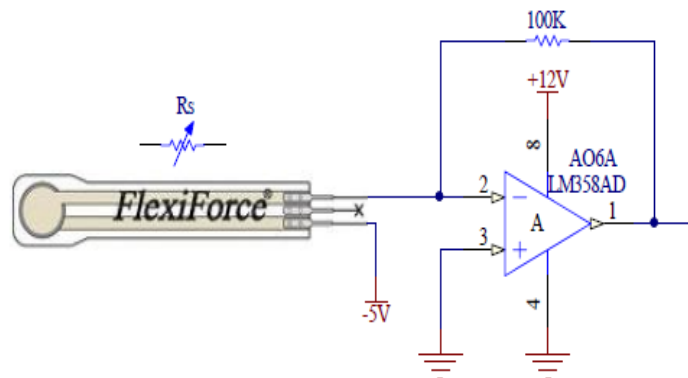 100K
+12V
Rs
8
AO6A
LM358AD
FlexiForce®
2
1
A
3
-5V
4